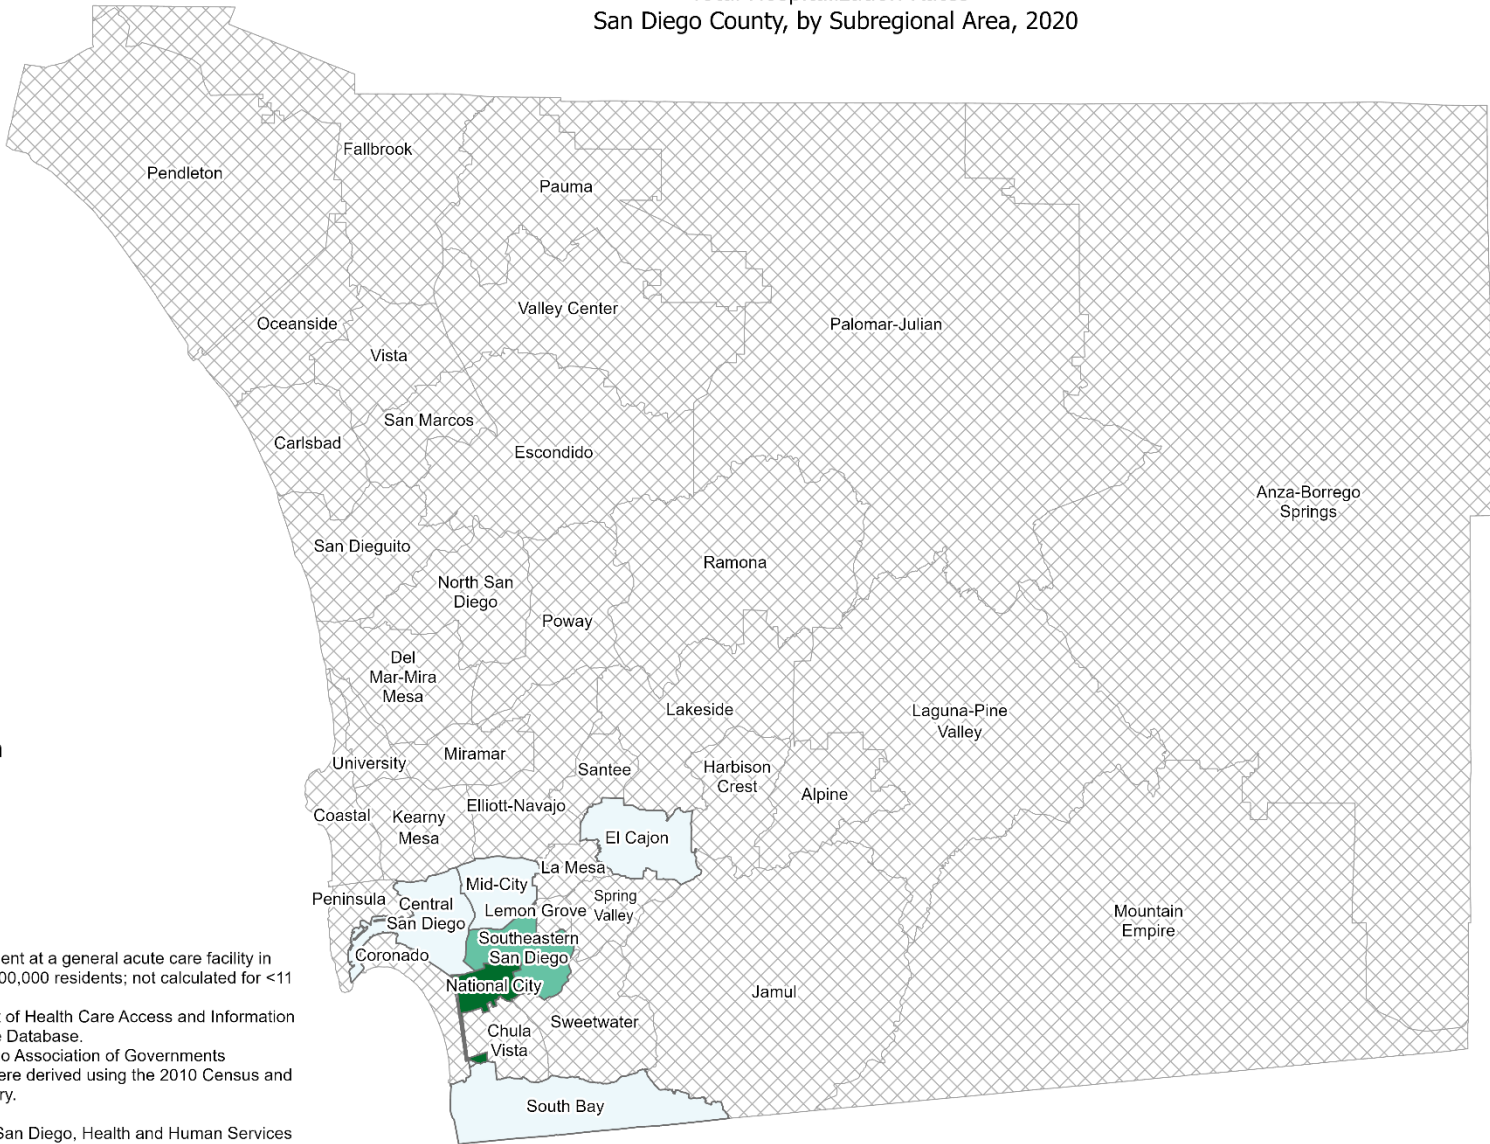 San Diego County, by Subregional Area, 2020
Fallbrook
Pendleton
Pauma
Valley Center
Oceanside
Palomar-Julian
Vista
San Marcos
Carlsbad
Escondido
Anza-Borrego
Springs
San Dieguito
Ramona
North San
Diego
Poway
Del
Mar-Mira
Mesa
Lakeside
Laguna-Pine
Valley
Miramar
University
Santee
Harbison
Crest
Alpine
Elliott-Navajo
Coastal
Kearny
Mesa
El Cajon
La Mesa
Mid-City
Peninsula
Central
San Diego
Spring
Valley
Lemon Grove
Mountain
Empire
Southeastern
San Diego
Coronado
National City
Jamul
Sweetwater
Chula
Vista
South Bay
ent at a general acute care facility in
00,000 residents; not calculated for <11
of Health Care Access and Information
Database.
o Association of Governments
ere derived using the 2010 Census and
ry.
San Diego, Health and Human Services